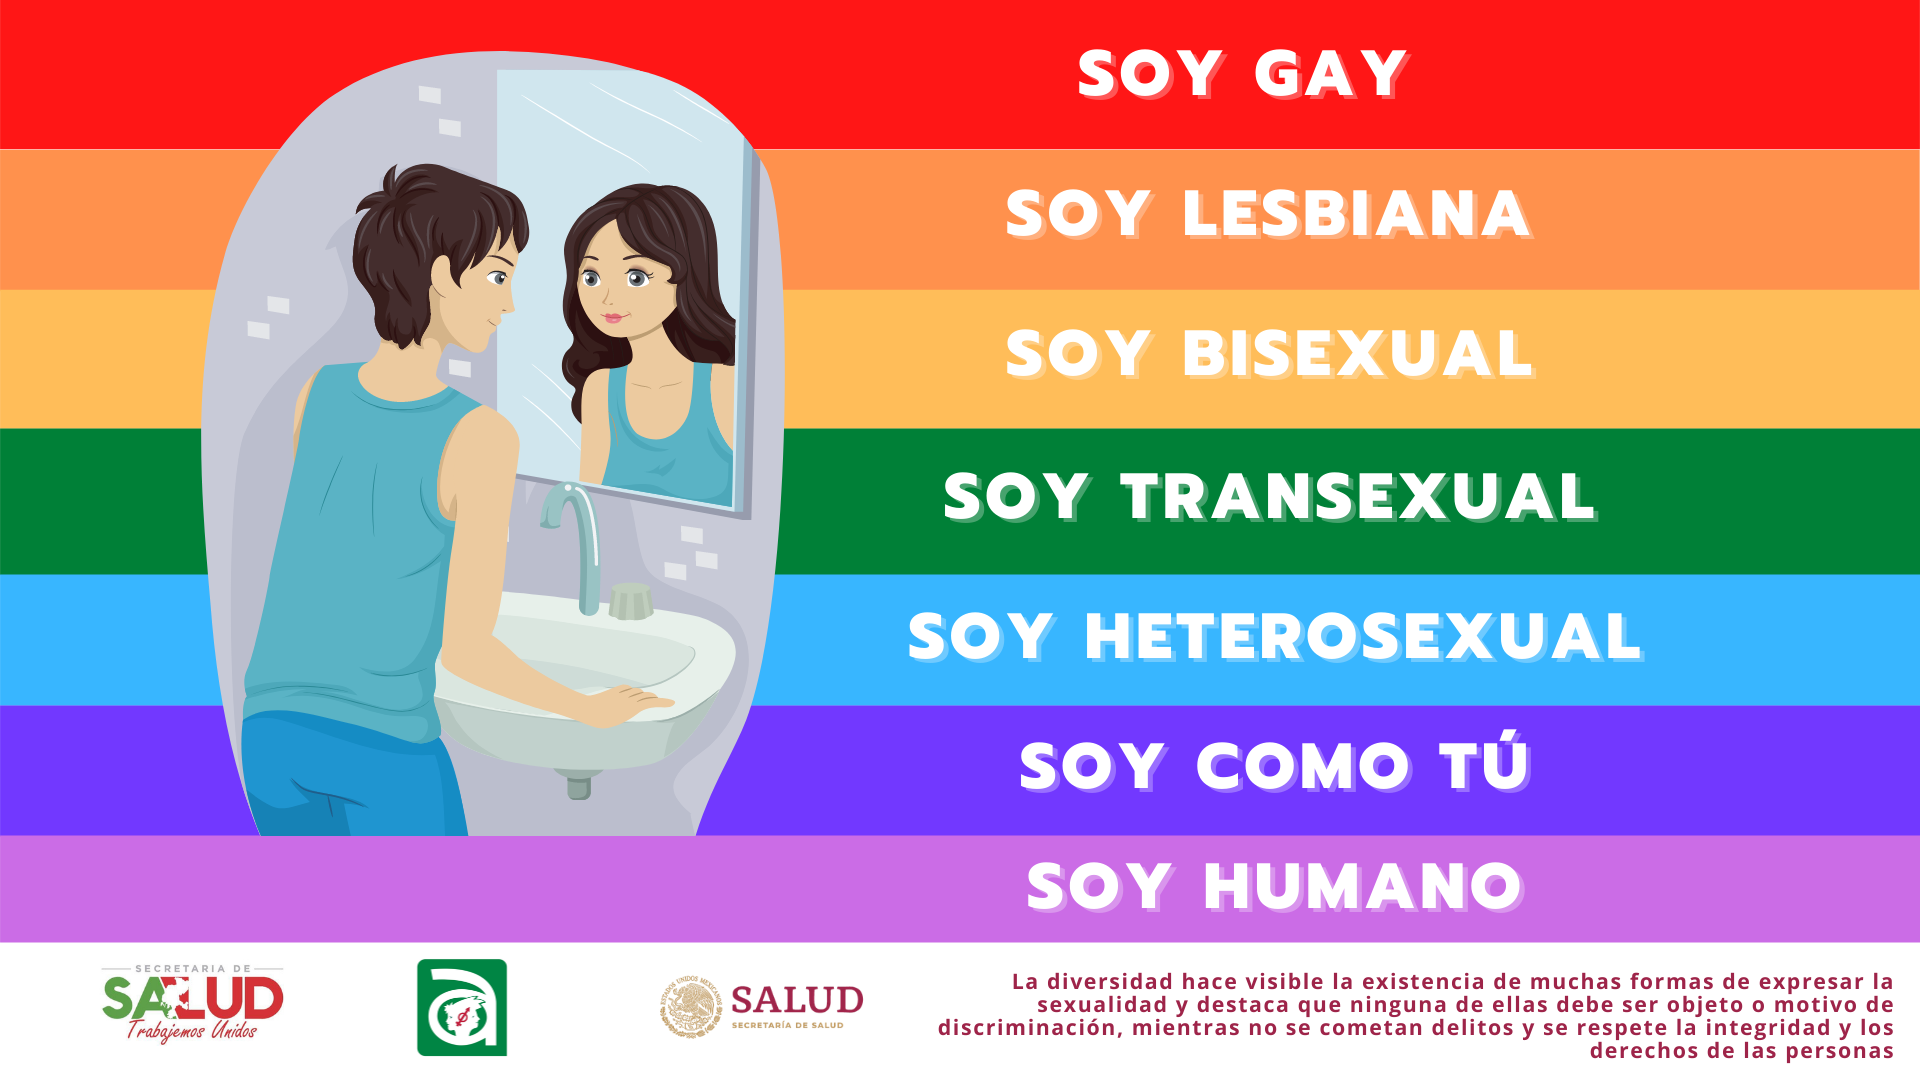 SOY GAY
SOY LESBIANA
SOY BISEXUAL
SOY TRANSEXUAL
SOY HETEROSEXUAL
SOY COMO TÚ
SOY HUMANO
SECRETARIA DE
SALUD
Trabajemos Unidos
a
ESTADOS UNIDOS MEXICANOS
SALUD
SECRETARÍA DE SALUD
La diversidad hace visible la existencia de muchas formas de expresar la
sexualidad y destaca que ninguna de ellas debe ser objeto o motivo de
discriminación, mientras no se cometan delitos y se respete la integridad y los
derechos de las personas